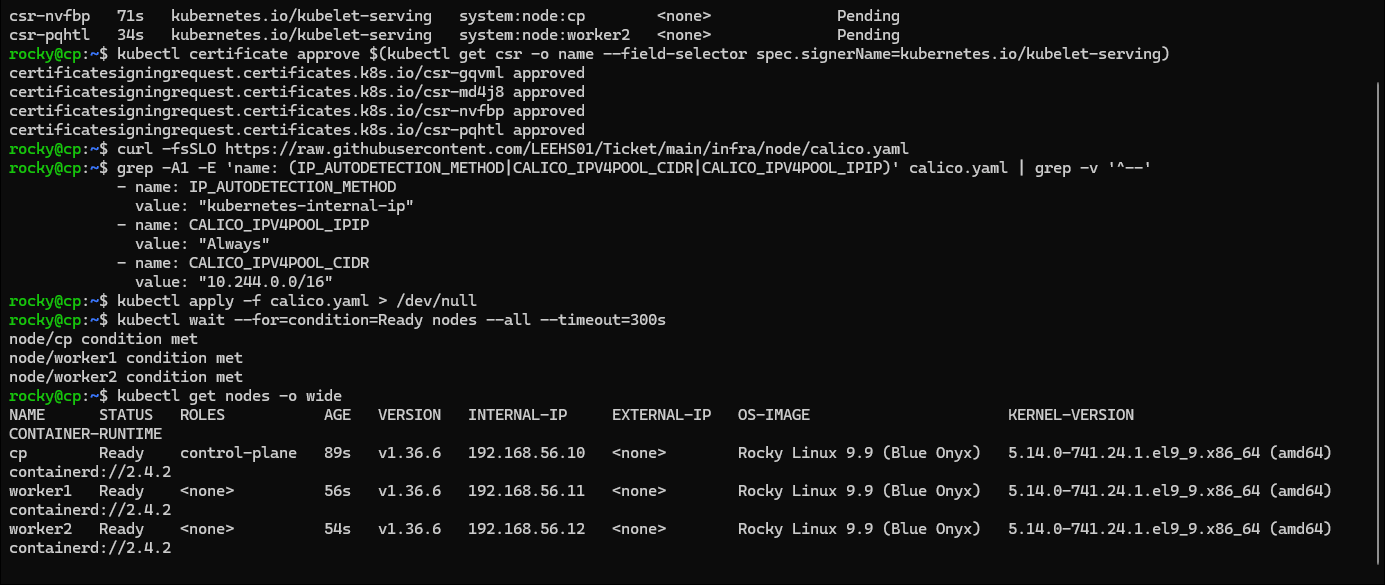 csr-nvfbp   71s   kubernetes.io/kubelet-serving   system:node:cp        <none>              Pending
csr-pqhtl   34s   kubernetes.io/kubelet-serving   system:node:worker2   <none>              Pending
rocky@cp:~$ kubectl certificate approve $(kubectl get csr -o name --field-selector spec.signerName=kubernetes.io/kubelet-serving)
certificatesigningrequest.certificates.k8s.io/csr-gqvml approved
certificatesigningrequest.certificates.k8s.io/csr-md4j8 approved
certificatesigningrequest.certificates.k8s.io/csr-nvfbp approved
certificatesigningrequest.certificates.k8s.io/csr-pqhtl approved
rocky@cp:~$ curl -fsSLO https://raw.githubusercontent.com/LEEHS01/Ticket/main/infra/node/calico.yaml
rocky@cp:~$ grep -A1 -E 'name: (IP_AUTODETECTION_METHOD|CALICO_IPV4POOL_CIDR|CALICO_IPV4POOL_IPIP)' calico.yaml | grep -v '^--'
            - name: IP_AUTODETECTION_METHOD
              value: "kubernetes-internal-ip"
            - name: CALICO_IPV4POOL_IPIP
              value: "Always"
            - name: CALICO_IPV4POOL_CIDR
              value: "10.244.0.0/16"
rocky@cp:~$ kubectl apply -f calico.yaml > /dev/null
rocky@cp:~$ kubectl wait --for=condition=Ready nodes --all --timeout=300s
node/cp condition met
node/worker1 condition met
node/worker2 condition met
rocky@cp:~$ kubectl get nodes -o wide
NAME      STATUS   ROLES           AGE   VERSION   INTERNAL-IP     EXTERNAL-IP   OS-IMAGE                      KERNEL-VERSION
CONTAINER-RUNTIME
cp        Ready    control-plane   89s   v1.36.6   192.168.56.10   <none>        Rocky Linux 9.9 (Blue Onyx)   5.14.0-741.24.1.el9_9.x86_64 (amd64)
containerd://2.4.2
worker1   Ready    <none>          56s   v1.36.6   192.168.56.11   <none>        Rocky Linux 9.9 (Blue Onyx)   5.14.0-741.24.1.el9_9.x86_64 (amd64)
containerd://2.4.2
worker2   Ready    <none>          54s   v1.36.6   192.168.56.12   <none>        Rocky Linux 9.9 (Blue Onyx)   5.14.0-741.24.1.el9_9.x86_64 (amd64)
containerd://2.4.2